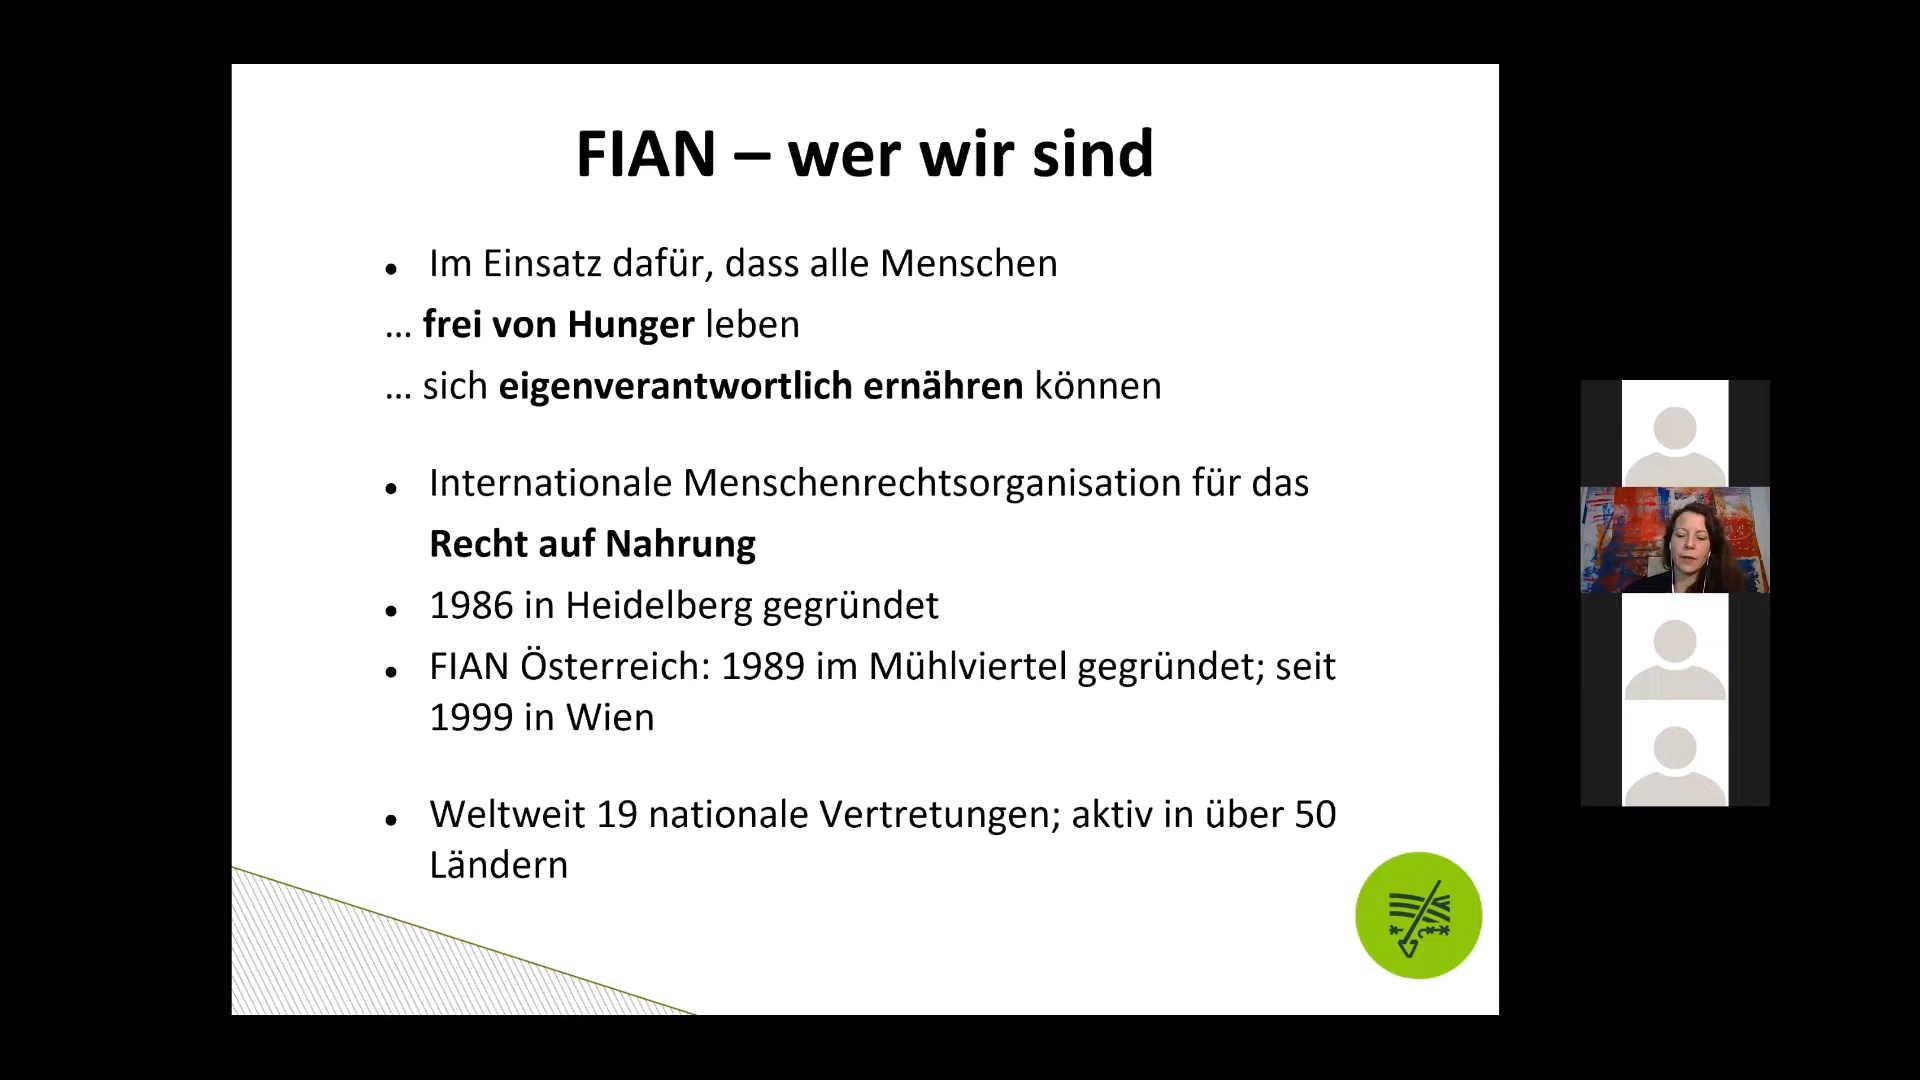 FIAN – wer wir sind
• Im Einsatz dafür, dass alle Menschen
... frei von Hunger leben
... sich eigenverantwortlich ernähren können
• Internationale Menschenrechtsorganisation für das
Recht auf Nahrung
• 1986 in Heidelberg gegründet
• FIAN Österreich: 1989 im Mühlviertel gegründet; seit
1999 in Wien
• Weltweit 19 nationale Vertretungen; aktiv in über 50
Ländern